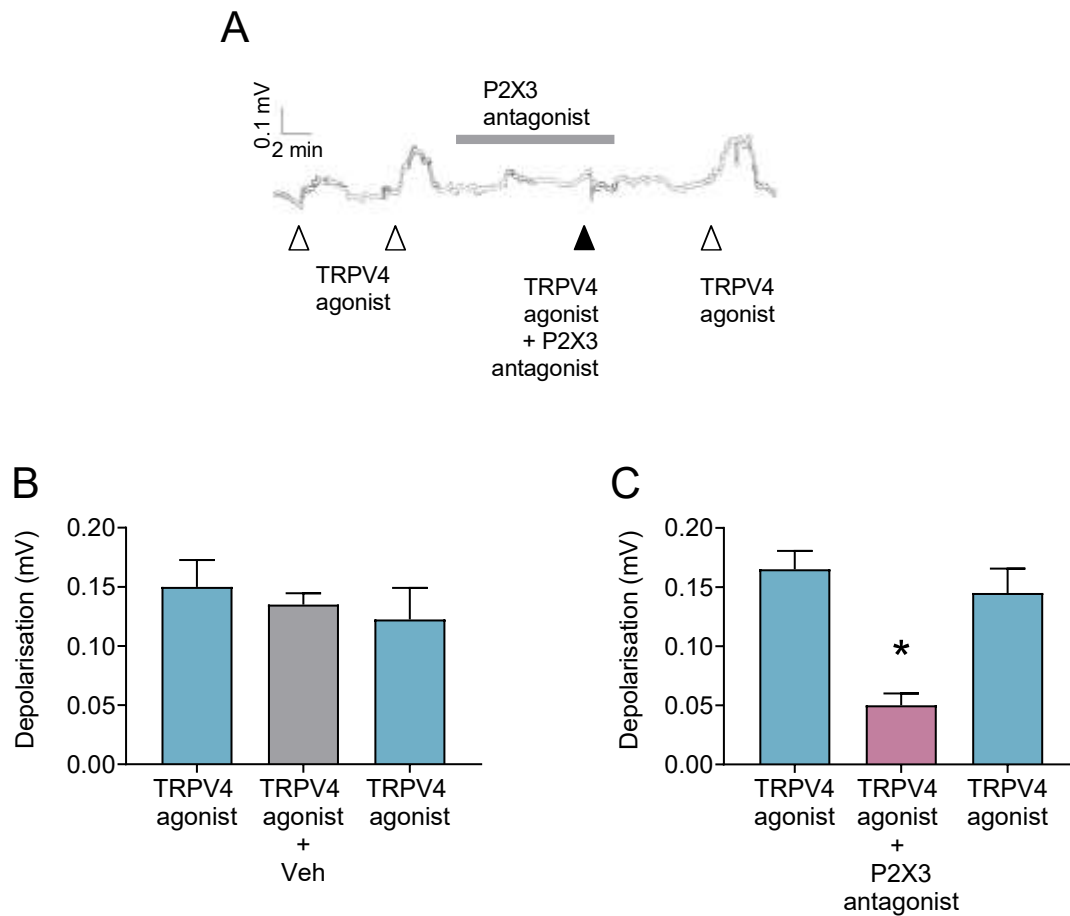 A
P2X3
antagonist
0.1 mV
2 min
TRPV4
agonist
TRPV4
agonist
+ P2X3
antagonist
TRPV4
agonist
B
Depolarisation (mV)
0.20
0.15
0.10
0.05
0.00
TRPV4
agonist
TRPV4
agonist
+
Veh
TRPV4
agonist
C
Depolarisation (mV)
0.20
0.15
0.10
0.05
0.00
*
TRPV4
agonist
TRPV4
agonist
+
P2X3
antagonist
TRPV4
agonist